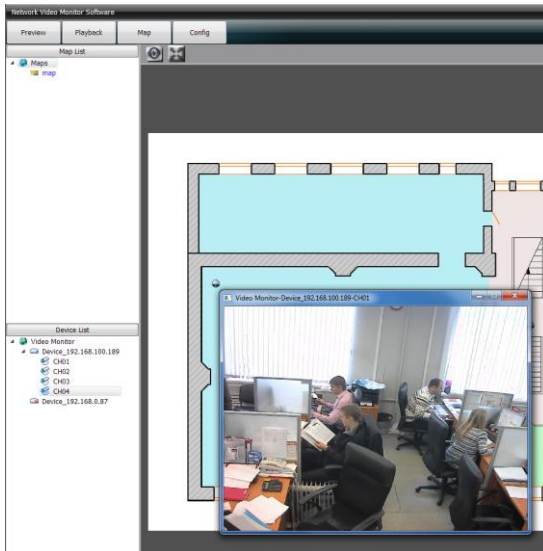 Network Video Monitor Software
Preview
Playback
Map
Config
Map List
Maps
map
Device List
Video Monitor
Device_192.168.100.189
CH01
CH02
CH03
CH04
Device_192.168.0.87
Video Monitor-Device_192.168.100.189-CH01